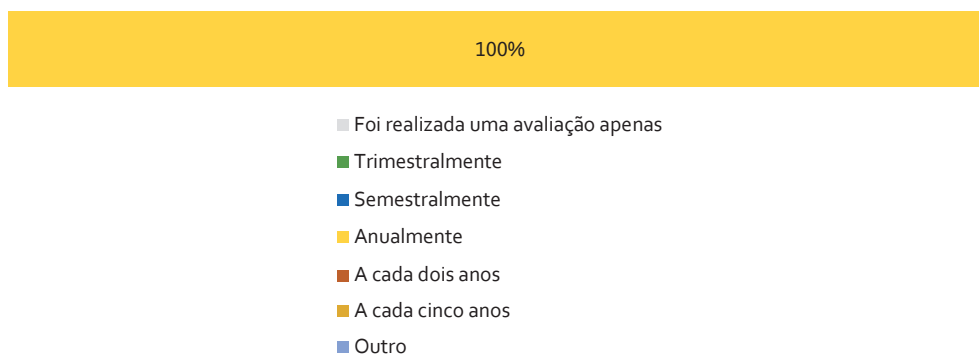 100%
Foi realizada uma avaliação apenas
Trimestralmente
Semestralmente
Anualmente
A cada dois anos
A cada cinco anos
Outro